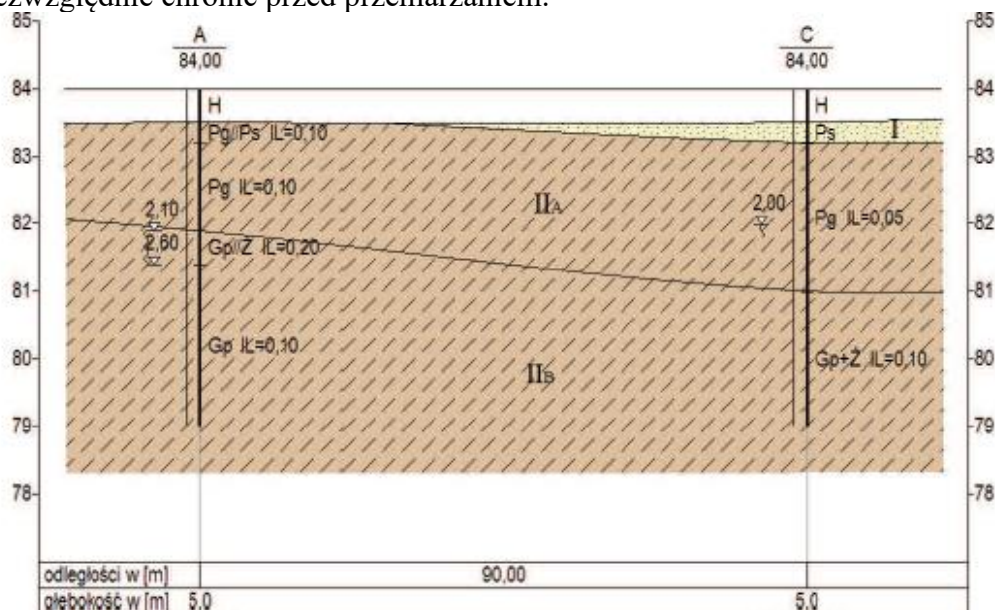 bezwzględnie chronić przed przemarzaniem.
85 85
A C
84,00 84,00
84 84
H H
Pg//Ps IL=0,10 Ps I
83 83
Pg IL=0,10 IIA
2,10 2,00
82 Pg IL=0,05 82
2,60 Gp//Ż IL=0,20
81 81
Gp IL=0,10 Gp+Ż IL=0,10
80 80
IIB
79 79
78 78
odległości w [m] 90,00
głębokość w [m] 5,0 5,0